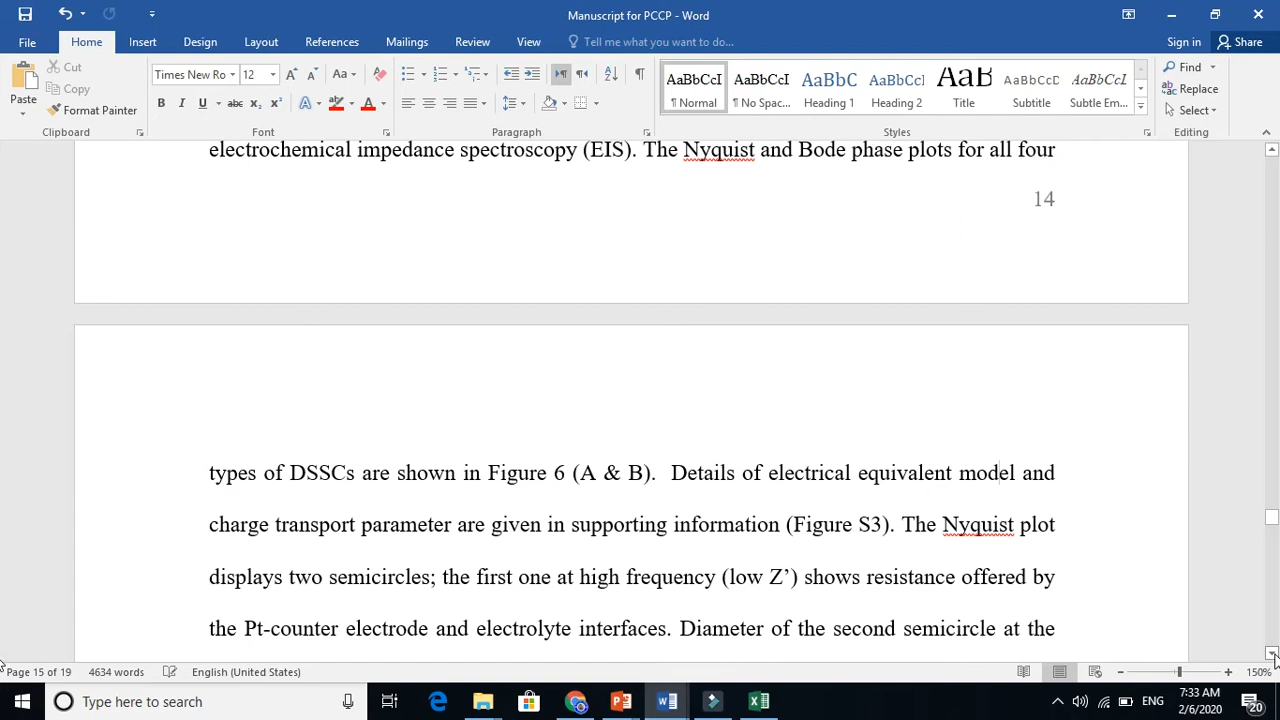 Manuscript for PCCP - Word
File Home Insert Design Layout References Mailings Review View Tell me what you want to do... Sign in Share
Paste
Cut
Copy
Format Painter
Times New Ro 12
AaBbCcI AaBbCcI AaBbC AaBbCcI AaB AaBbCcD AaBbCcI
¶ Normal ¶ No Spac... Heading 1 Heading 2 Title Subtitle Subtle Em...
Find
Replace
Select
Clipboard Font Paragraph Styles Editing
electrochemical impedance spectroscopy (EIS). The Nyquist and Bode phase plots for all four
14
types of DSSCs are shown in Figure 6 (A & B). Details of electrical equivalent model and
charge transport parameter are given in supporting information (Figure S3). The Nyquist plot
displays two semicircles; the first one at high frequency (low Z’) shows resistance offered by
the Pt-counter electrode and electrolyte interfaces. Diameter of the second semicircle at the
Page 15 of 19 4634 words English (United States) 150%
Type here to search
ENG
7:33 AM
2/6/2020
20